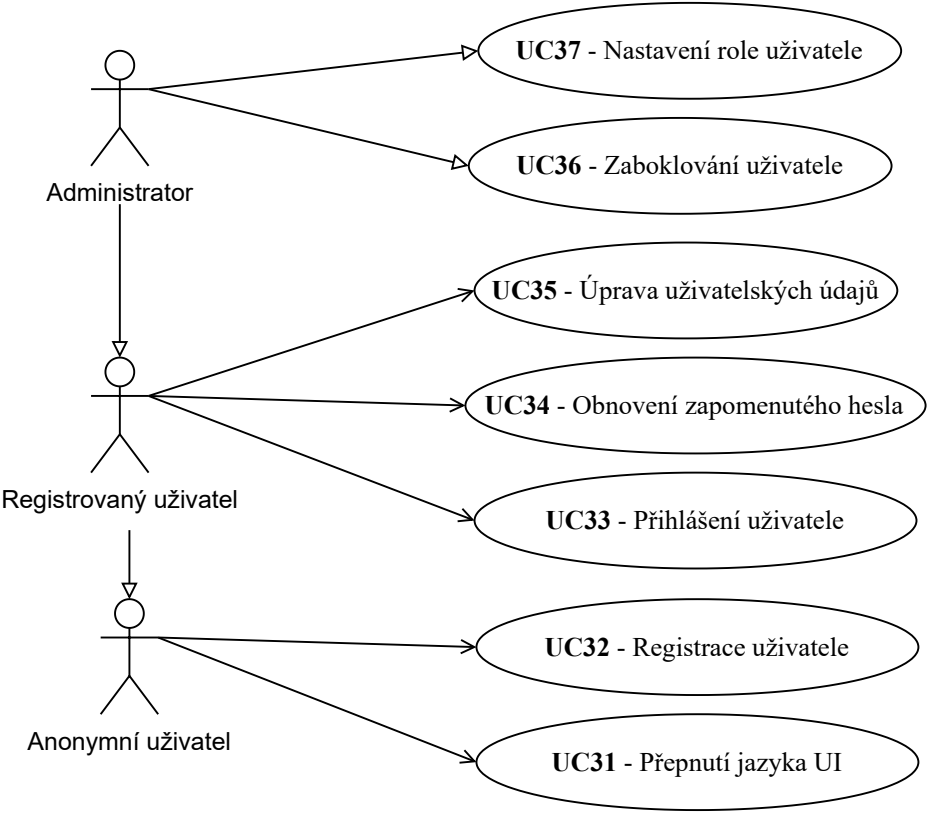 UC37 - Nastavení role uživatele
UC36 - Zaboklování uživatele
Administrator
UC35 - Úprava uživatelských údajů
UC34 - Obnovení zapomenutého hesla
Registrovaný uživatel
UC33 - Přihlášení uživatele
UC32 - Registrace uživatele
Anonymní uživatel
UC31 - Přepnutí jazyka UI